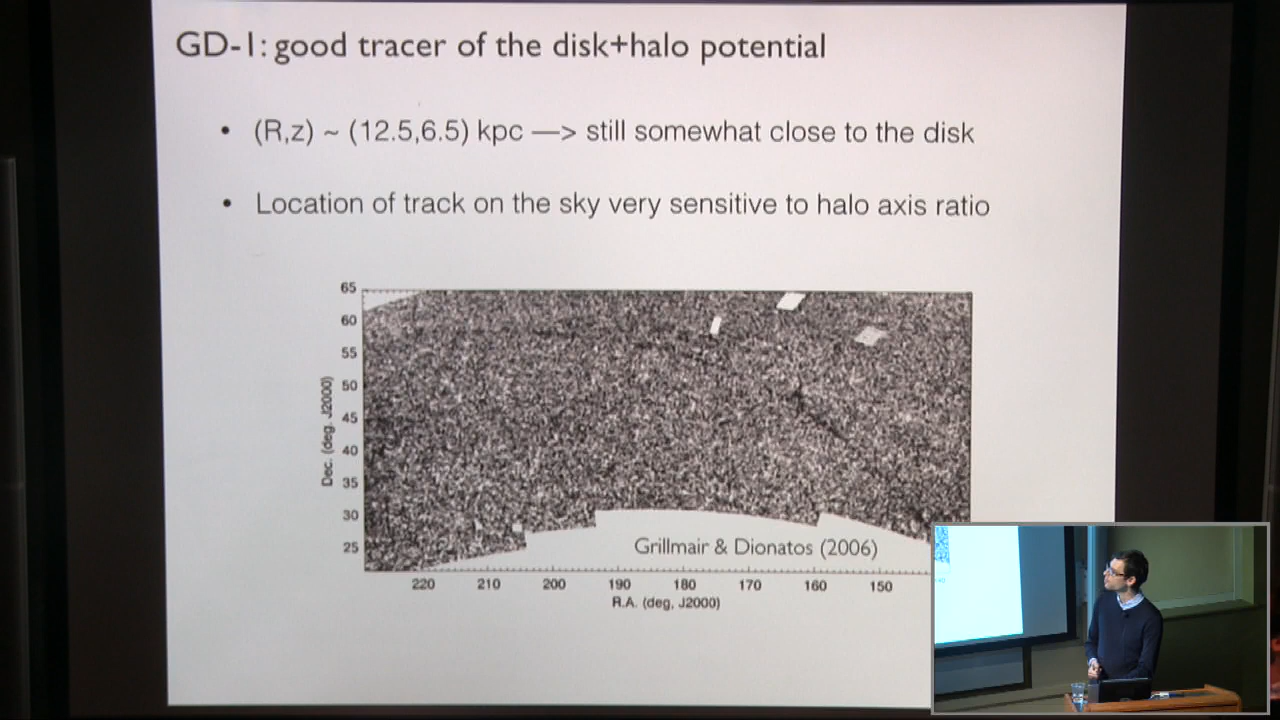 GD-1: good tracer of the disk+halo potential
• (R,z) ~ (12.5,6.5) kpc —> still somewhat close to the disk
• Location of track on the sky very sensitive to halo axis ratio
65
60
55
50
45
40
35
30
25
Dec. (deg. J2000)
Grillmair & Dionatos (2006)
220 210 200 190 180 170 160 150
R.A. (deg, J2000)